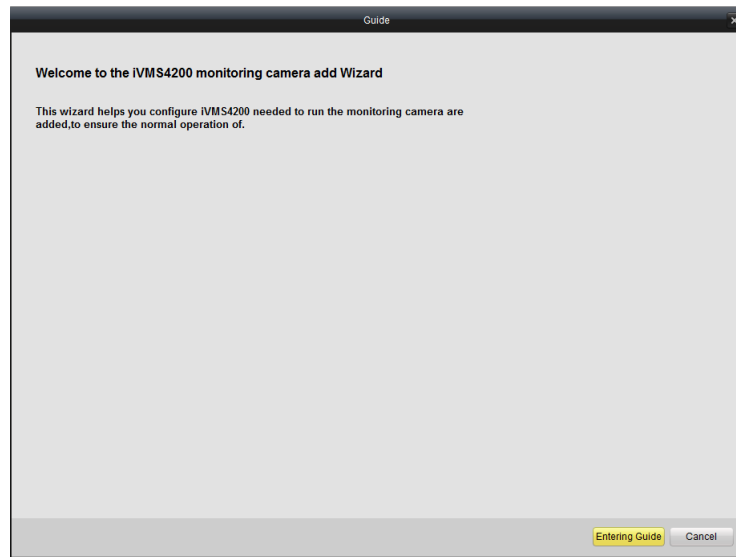 Guide
Welcome to the iVMS4200 monitoring camera add Wizard
This wizard helps you configure iVMS4200 needed to run the monitoring camera are
added,to ensure the normal operation of.
Entering Guide Cancel